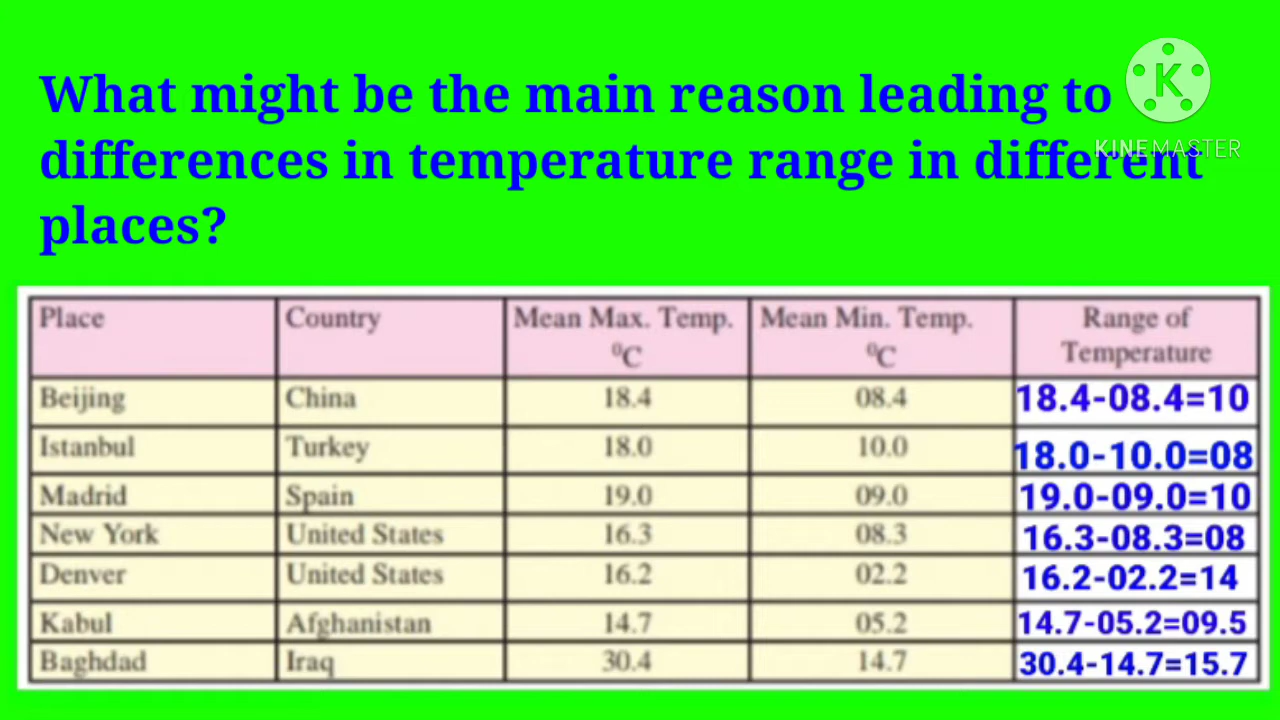 What might be the main reason leading to
differences in temperature range in different
places?
K
KINEMASTER
Place Country Mean Max. Temp. ⁰C Mean Min. Temp. ⁰C Range of Temperature
Beijing China 18.4 08.4 18.4-08.4=10
Istanbul Turkey 18.0 10.0 18.0-10.0=08
Madrid Spain 19.0 09.0 19.0-09.0=10
New York United States 16.3 08.3 16.3-08.3=08
Denver United States 16.2 02.2 16.2-02.2=14
Kabul Afghanistan 14.7 05.2 14.7-05.2=09.5
Baghdad Iraq 30.4 14.7 30.4-14.7=15.7